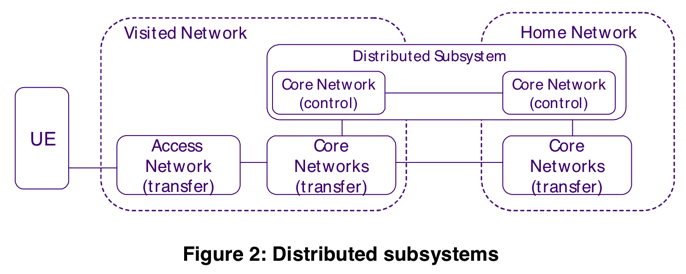 Visited Network
Home Network
Distributed Subsystem
Core Network
(control)
Core Network
(control)
UE
Access
Network
(transfer)
Core
Networks
(transfer)
Core
Networks
(transfer)
Figure 2: Distributed subsystems